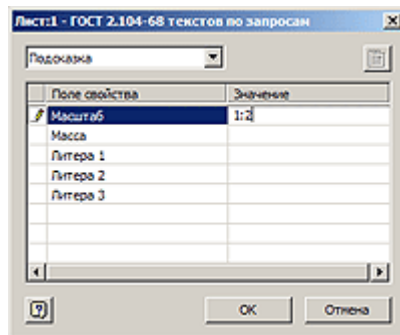 Лист:1 - ГОСТ 2.104-68 текстов по запросам
Подсказка
Поле свойства Значение
Масштаб 1:2
Масса
Литера 1
Литера 2
Литера 3
ОК Отмена